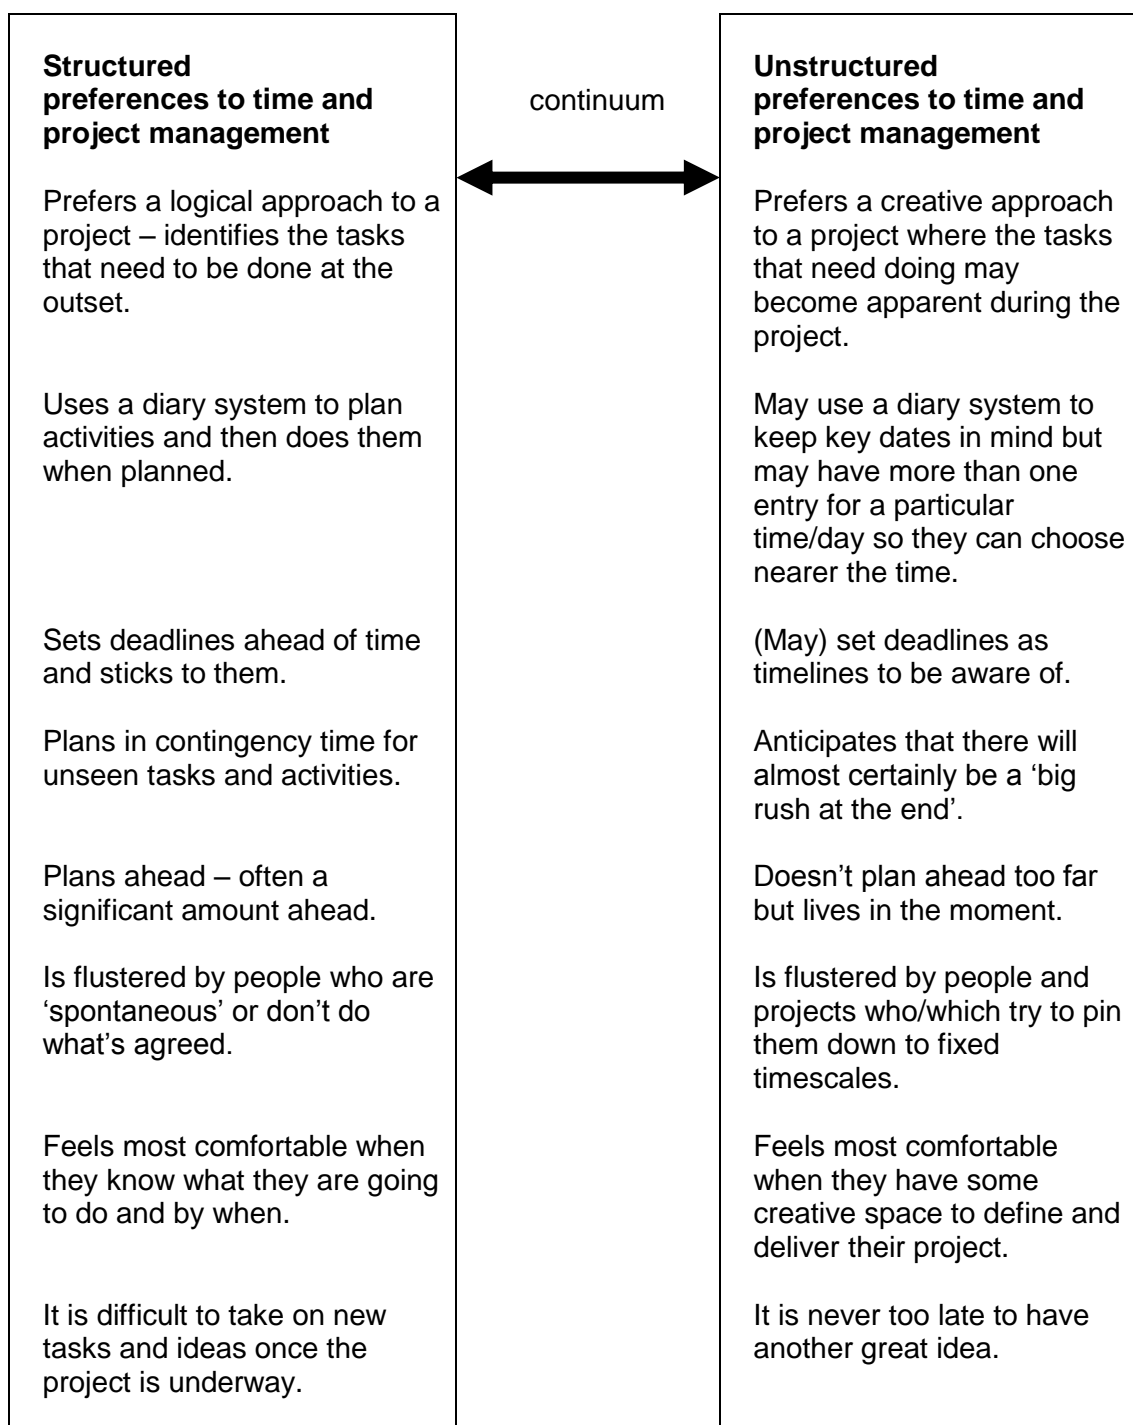 Structured
preferences to time and
project management
Prefers a logical approach to a
project – identifies the tasks
that need to be done at the
outset.
Uses a diary system to plan
activities and then does them
when planned.
Sets deadlines ahead of time
and sticks to them.
Plans in contingency time for
unseen tasks and activities.
Plans ahead – often a
significant amount ahead.
Is flustered by people who are
‘spontaneous’ or don’t do
what’s agreed.
Feels most comfortable when
they know what they are going
to do and by when.
It is difficult to take on new
tasks and ideas once the
project is underway.
continuum
Unstructured
preferences to time and
project management
Prefers a creative approach
to a project where the tasks
that need doing may
become apparent during the
project.
May use a diary system to
keep key dates in mind but
may have more than one
entry for a particular
time/day so they can choose
nearer the time.
(May) set deadlines as
timelines to be aware of.
Anticipates that there will
almost certainly be a ‘big
rush at the end’.
Doesn’t plan ahead too far
but lives in the moment.
Is flustered by people and
projects who/which try to pin
them down to fixed
timescales.
Feels most comfortable
when they have some
creative space to define and
deliver their project.
It is never too late to have
another great idea.